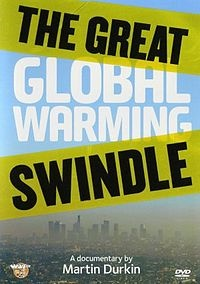 THE GREAT
GLOBAL
WARMING
SWINDLE
A documentary by
Martin Durkin
DVD